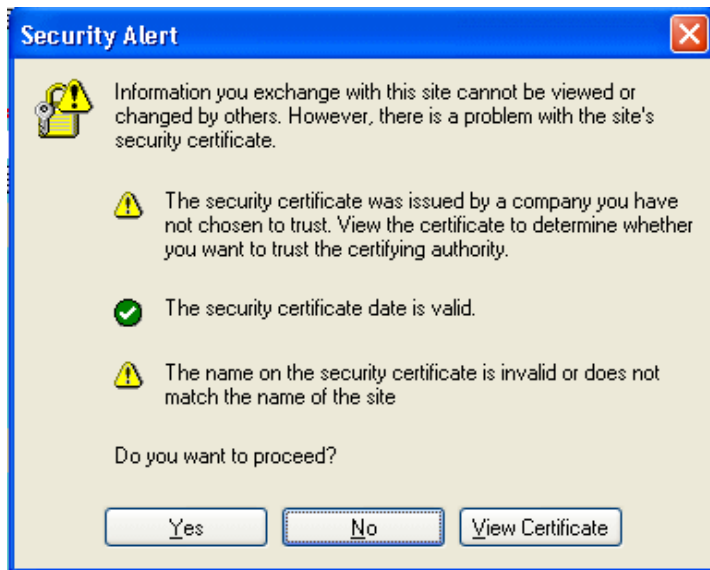 Security Alert
Information you exchange with this site cannot be viewed or
changed by others. However, there is a problem with the site's
security certificate.
The security certificate was issued by a company you have
not chosen to trust. View the certificate to determine whether
you want to trust the certifying authority.
The security certificate date is valid.
The name on the security certificate is invalid or does not
match the name of the site
Do you want to proceed?
Yes
No
View Certificate